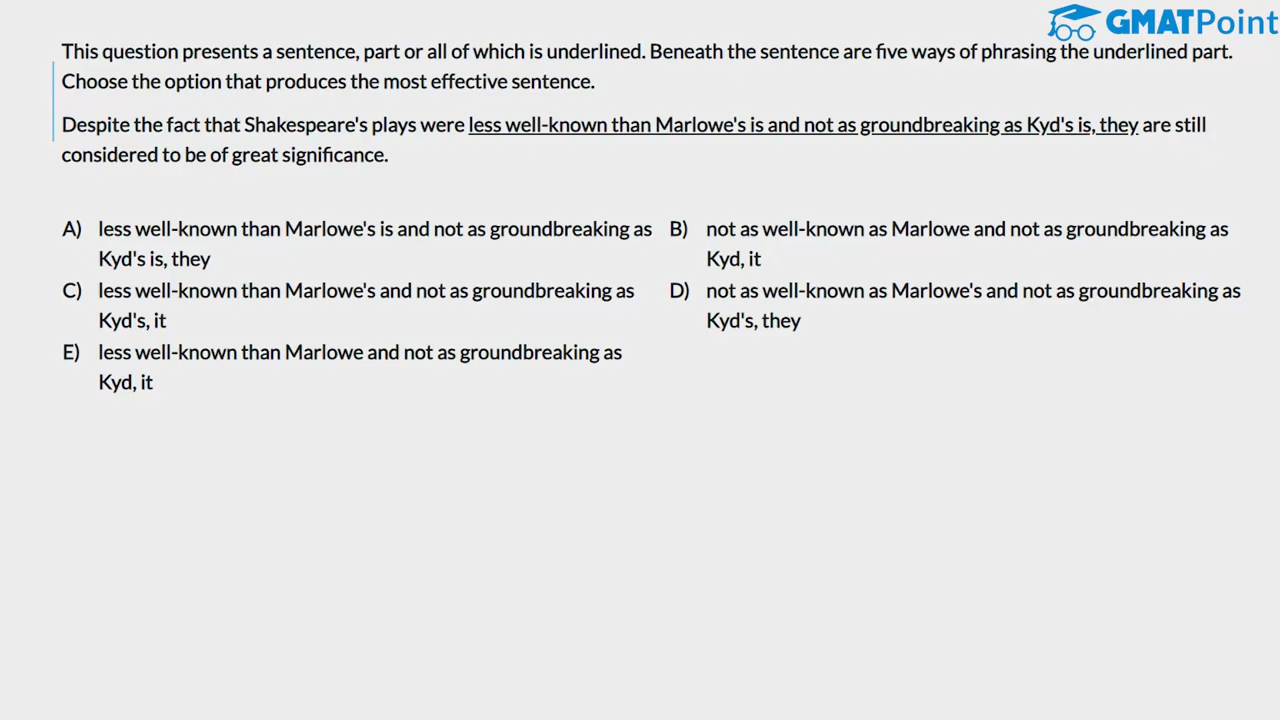 GMATPoint
This question presents a sentence, part or all of which is underlined. Beneath the sentence are five ways of phrasing the underlined part.
Choose the option that produces the most effective sentence.
Despite the fact that Shakespeare's plays were less well-known than Marlowe's is and not as groundbreaking as Kyd's is, they are still
considered to be of great significance.
A) less well-known than Marlowe's is and not as groundbreaking as
Kyd's is, they
B) not as well-known as Marlowe and not as groundbreaking as
Kyd, it
C) less well-known than Marlowe's and not as groundbreaking as
Kyd's, it
D) not as well-known as Marlowe's and not as groundbreaking as
Kyd's, they
E) less well-known than Marlowe and not as groundbreaking as
Kyd, it